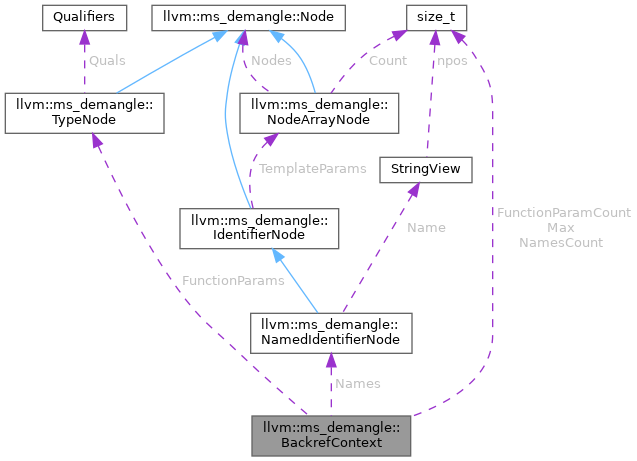 Qualifiers
llvm::ms_demangle::Node
size_t
Quals
Nodes
Count
npos
llvm::ms_demangle::
TypeNode
llvm::ms_demangle::
NodeArrayNode
TemplateParams
StringView
llvm::ms_demangle::
IdentifierNode
Name
FunctionParamCount
Max
NamesCount
FunctionParams
llvm::ms_demangle::
NamedIdentifierNode
Names
llvm::ms_demangle::
BackrefContext